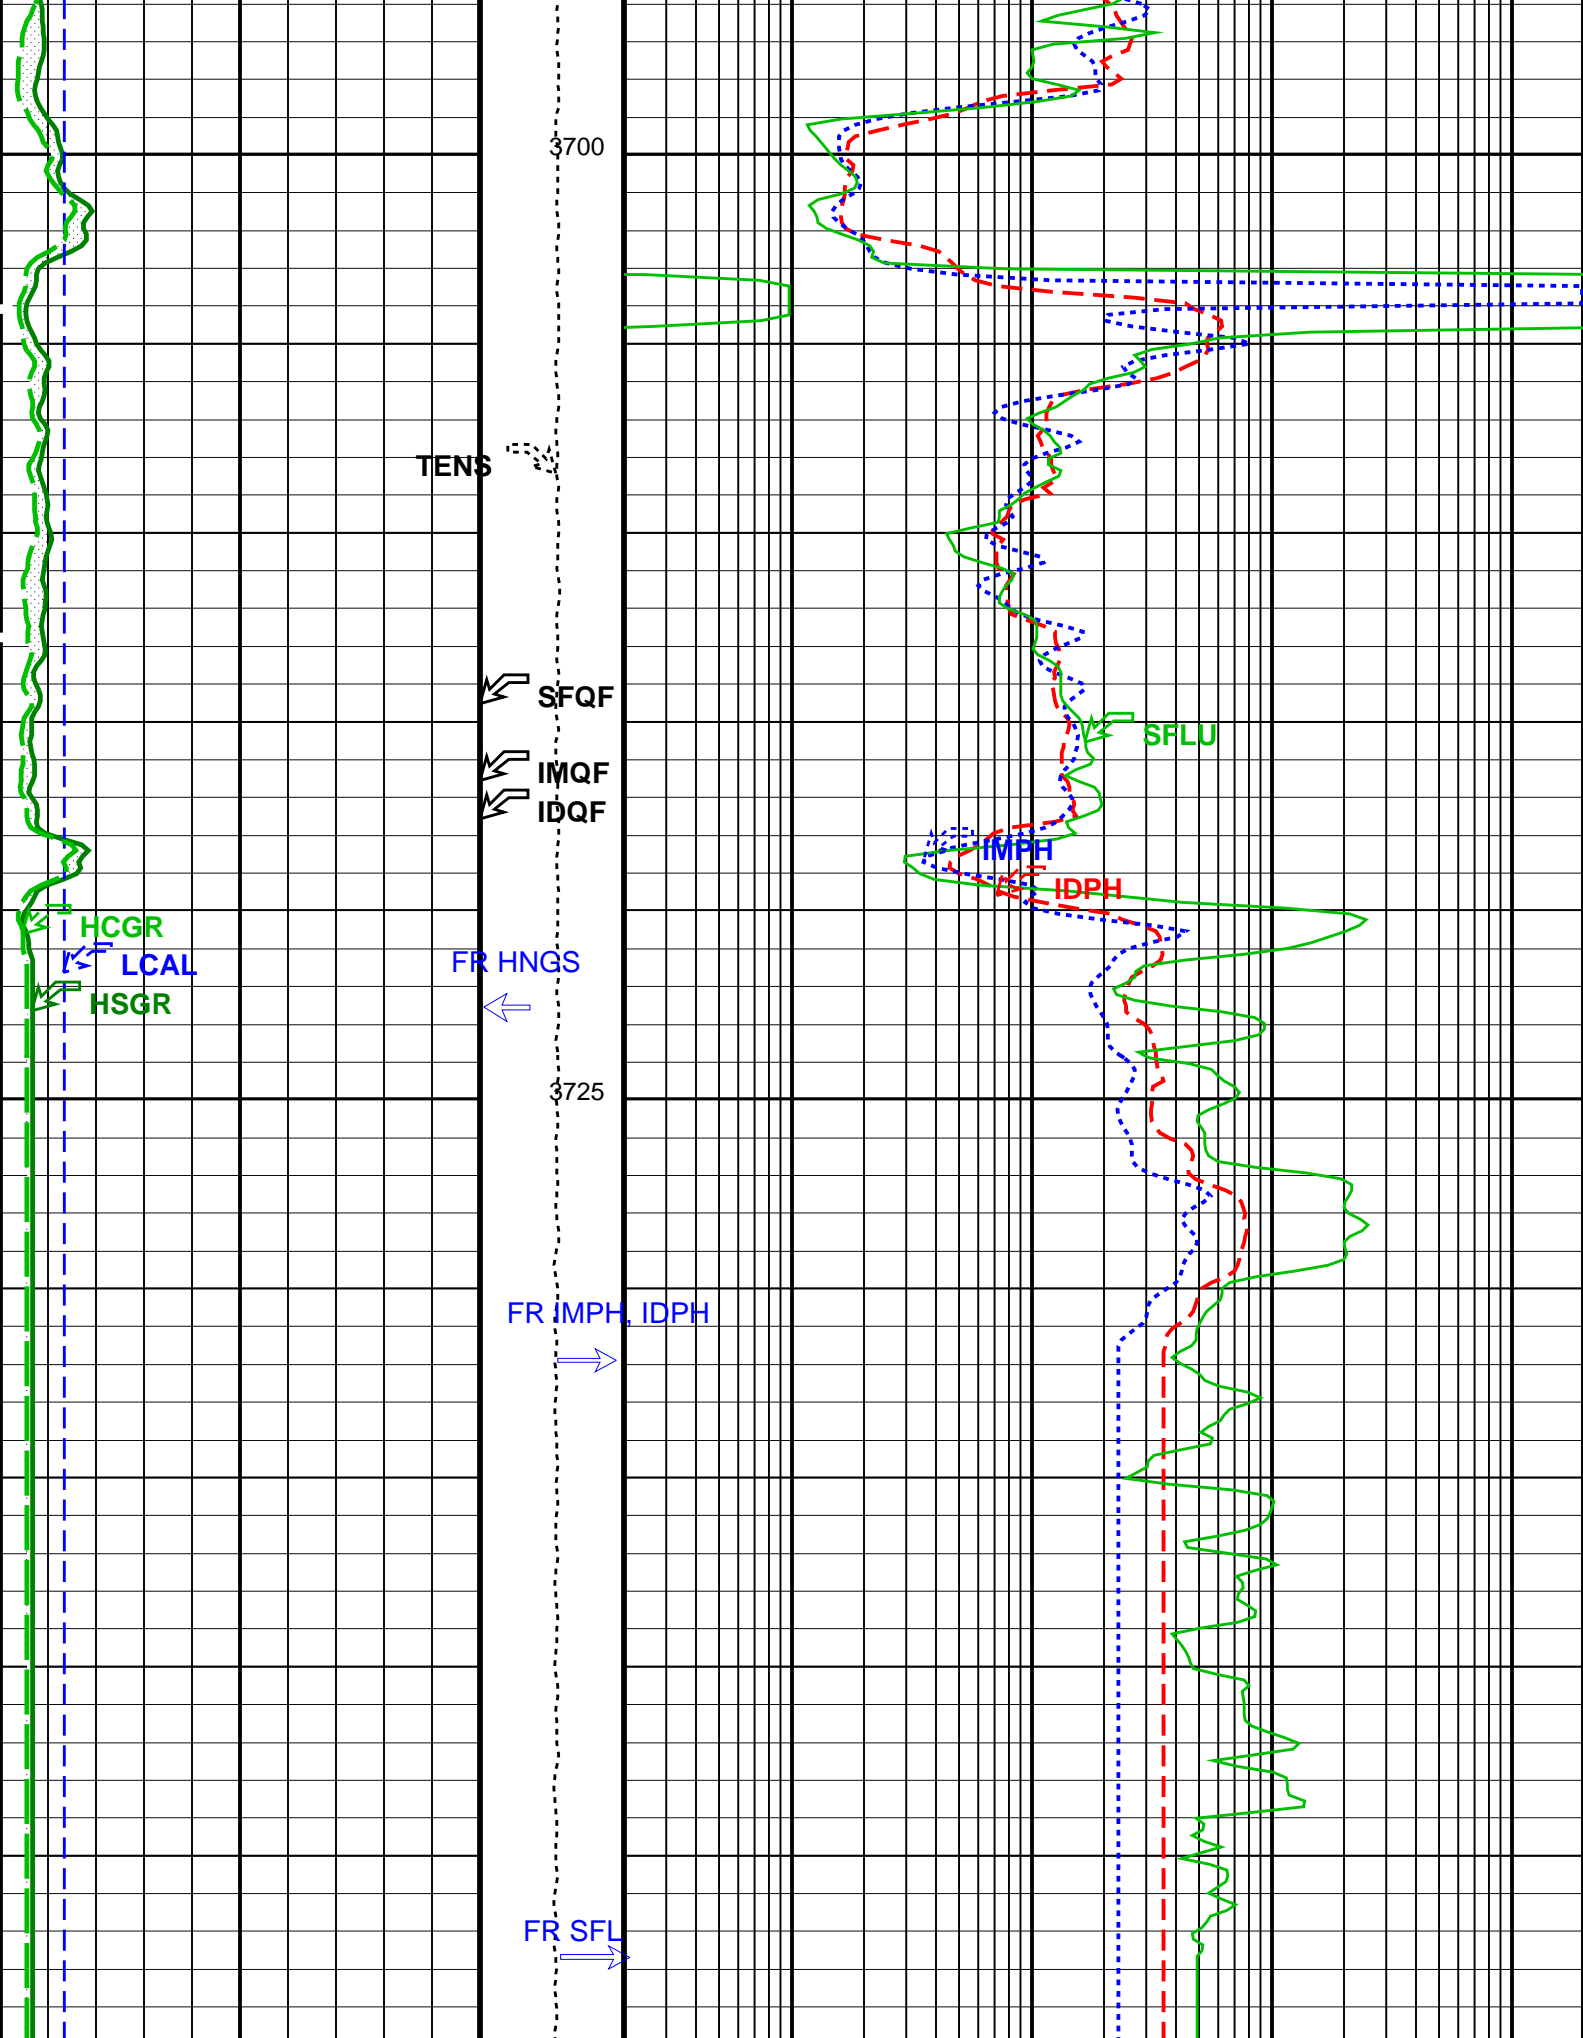 3700
TENS
SFQF
SFLU
IMQF
IDQF
IMPH
IDPH
HCGR
LCAL
FR HNGS
HSGR
3725
FR IMPH, IDPH
FR SFL